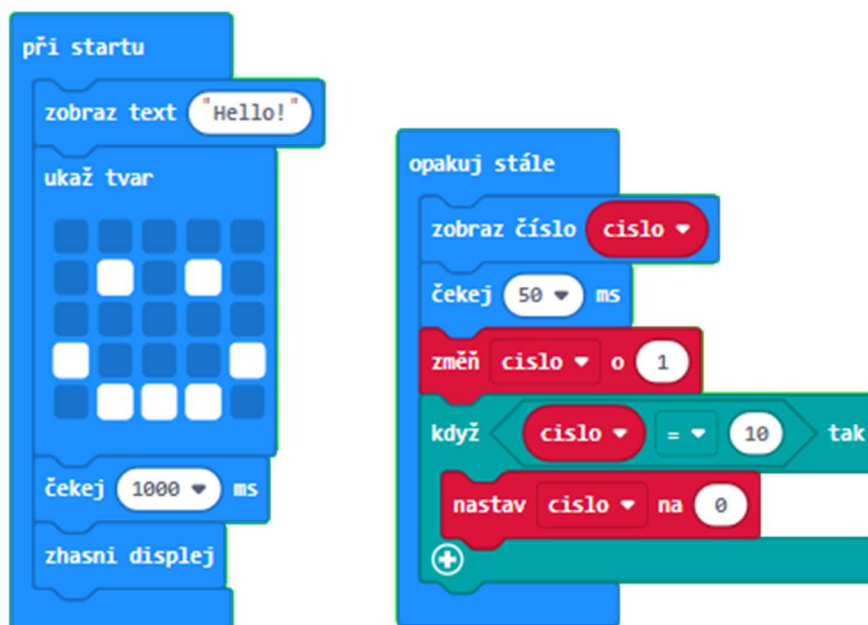 při startu
zobraz text "Hello!"
ukaž tvar
čekej 1000 ms
zhasni displej
opakuj stále
zobraz číslo cislo
čekej 50 ms
změň cislo o 1
když cislo = 10 tak
nastav cislo na 0